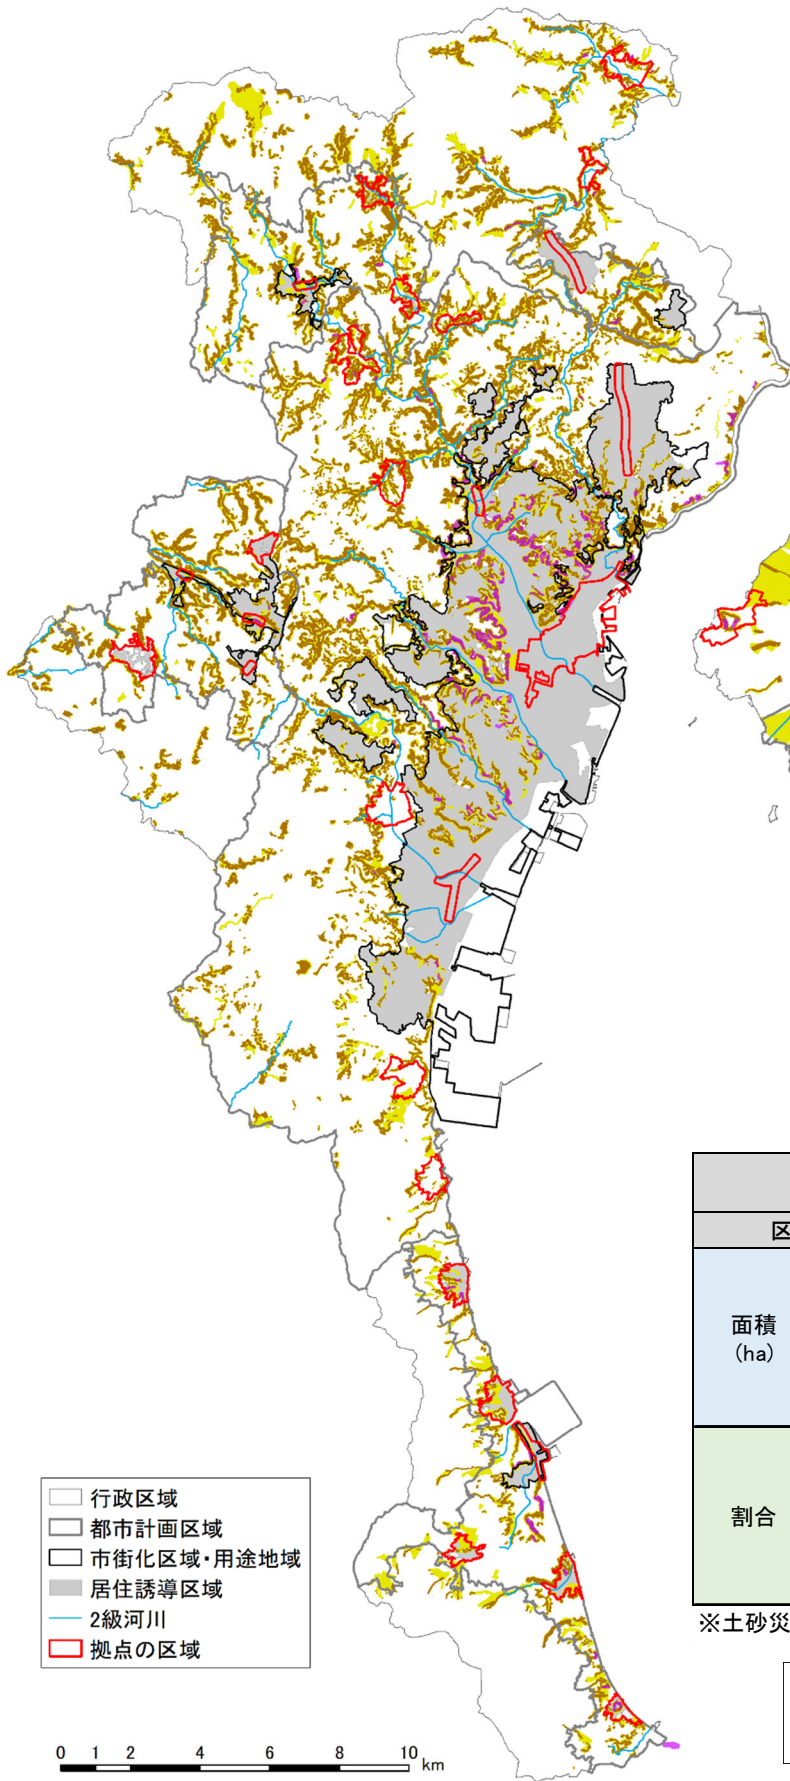 区
面積
(ha)
割合
※土砂災
行政区域
都市計画区域
市街化区域・用途地域
居住誘導区域
2級河川
拠点の区域
0 1 2 4 6 8 10 km